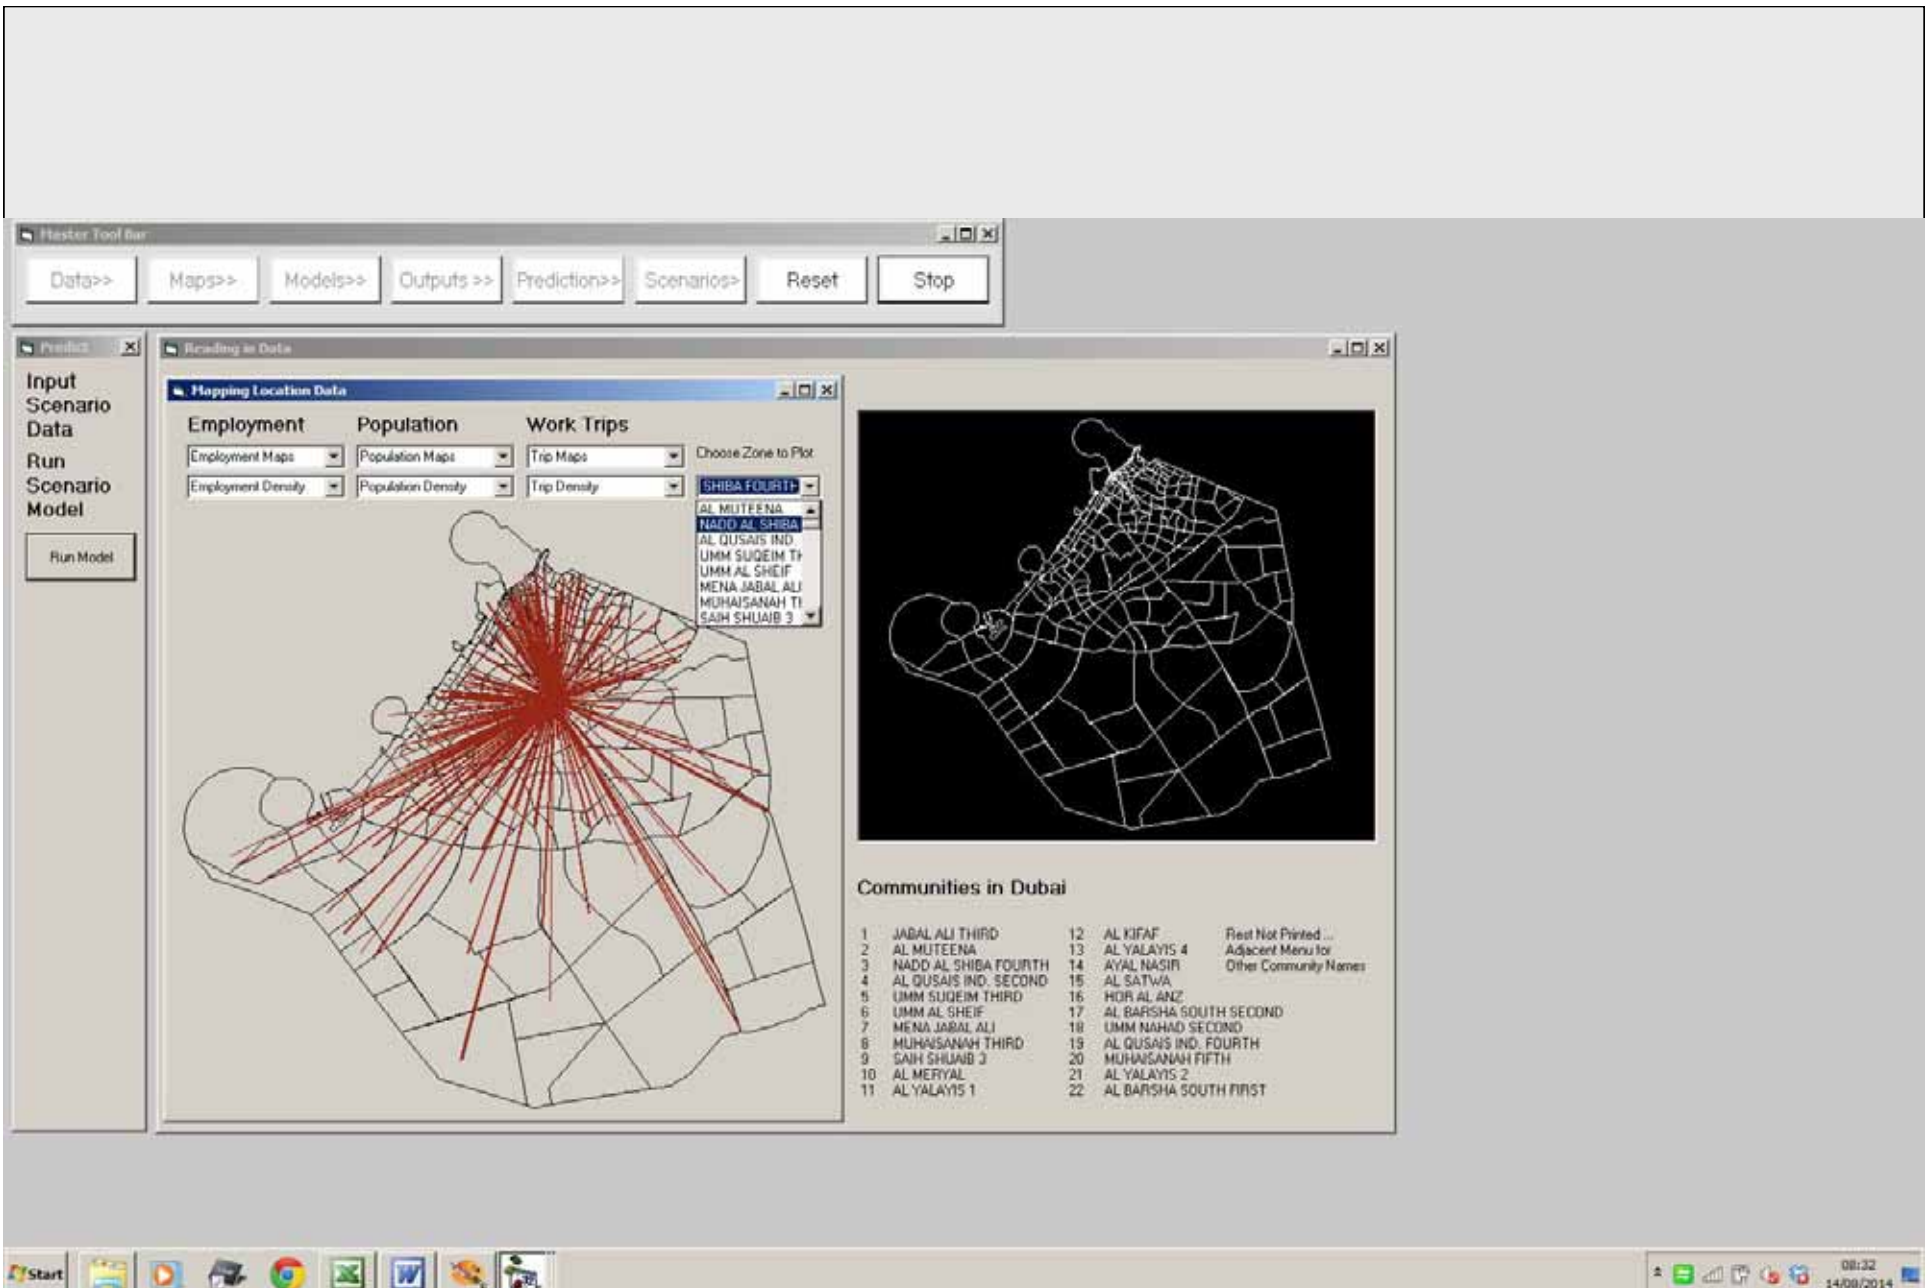 Master Tool Bar
Data>>
Maps>>
Models>>
Outputs >>
Prediction>>
Scenarios>
Reset
Stop
Predict
Input
Scenario
Data
Run
Scenario
Model
Run Model
Reading in Data
Mapping Location Data
Employment
Population
Work Trips
Employment Maps
Population Maps
Trip Maps
Choose Zone to Plot
Employment Density
Population Density
Trip Density
SHIBA FOURTH
AL MUTEENA
NADD AL SHIBA
AL QUSAIS IND
UMM SUQEIM TH
UMM AL SHEIF
MENA JABAL ALI
MUHAISANAH TH
SAIH SHUAIB 3
Communities in Dubai
1 JABAL ALI THIRD
2 AL MUTEENA
3 NADD AL SHIBA FOURTH
4 AL QUSAIS IND. SECOND
5 UMM SUQEIM THIRD
6 UMM AL SHEIF
7 MENA JABAL ALI
8 MUHAISANAH THIRD
9 SAIH SHUAIB 3
10 AL MERYAL
11 AL YALAYIS 1
12 AL KIFAF
13 AL YALAYIS 4
14 AYAL NASIR
15 AL SATWA
16 HOR AL ANZ
17 AL BARSHA SOUTH SECOND
18 UMM NAHAD SECOND
19 AL QUSAIS IND. FOURTH
20 MUHAISANAH FIFTH
21 AL YALAYIS 2
22 AL BARSHA SOUTH FIRST
Rest Not Printed ...
Adjacent Menu for
Other Community Names
Start
08:32
14/08/2014